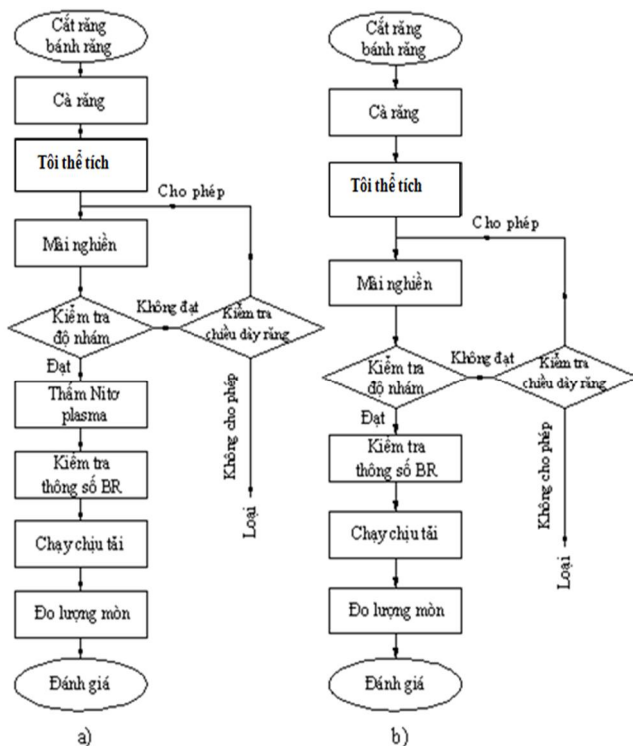 Cắt răng
bánh răng
Cà răng
Tôi thể tích
Cho phép
Mài nghiền
Kiểm tra
độ nhám
Không đạt
Kiểm tra
chiều dày răng
Đạt
Thấm Nitơ
plasma
Không cho phép
Loại
Kiểm tra
thông số BR
Chạy chịu tải
Đo lượng mòn
Đánh giá
a)
Cắt răng
bánh răng
Cà răng
Tôi thể tích
Cho phép
Mài nghiền
Kiểm tra
độ nhám
Không đạt
Kiểm tra
chiều dày răng
Đạt
Không cho phép
Loại
Kiểm tra
thông số BR
Chạy chịu tải
Đo lượng mòn
Đánh giá
b)